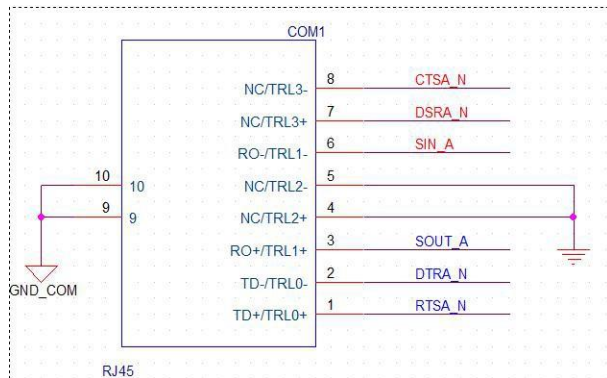 COM1
NC/TRL3- 8 CTSA_N
NC/TRL3+ 7 DSRA_N
RO-/TRL1- 6 SIN_A
10 10 NC/TRL2- 5
9 9 NC/TRL2+ 4
RO+/TRL1+ 3 SOUT_A
GND_COM TD-/TRL0- 2 DTRA_N
TD+/TRL0+ 1 RTSA_N
RJ45